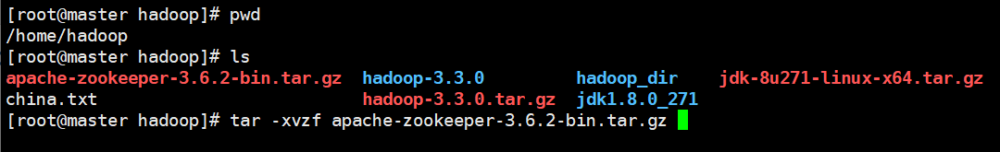 [root@master hadoop]# pwd
/home/hadoop
[root@master hadoop]# ls
apache-zookeeper-3.6.2-bin.tar.gz  hadoop-3.3.0         hadoop_dir    jdk-8u271-linux-x64.tar.gz
china.txt                          hadoop-3.3.0.tar.gz  jdk1.8.0_271
[root@master hadoop]# tar -xvzf apache-zookeeper-3.6.2-bin.tar.gz